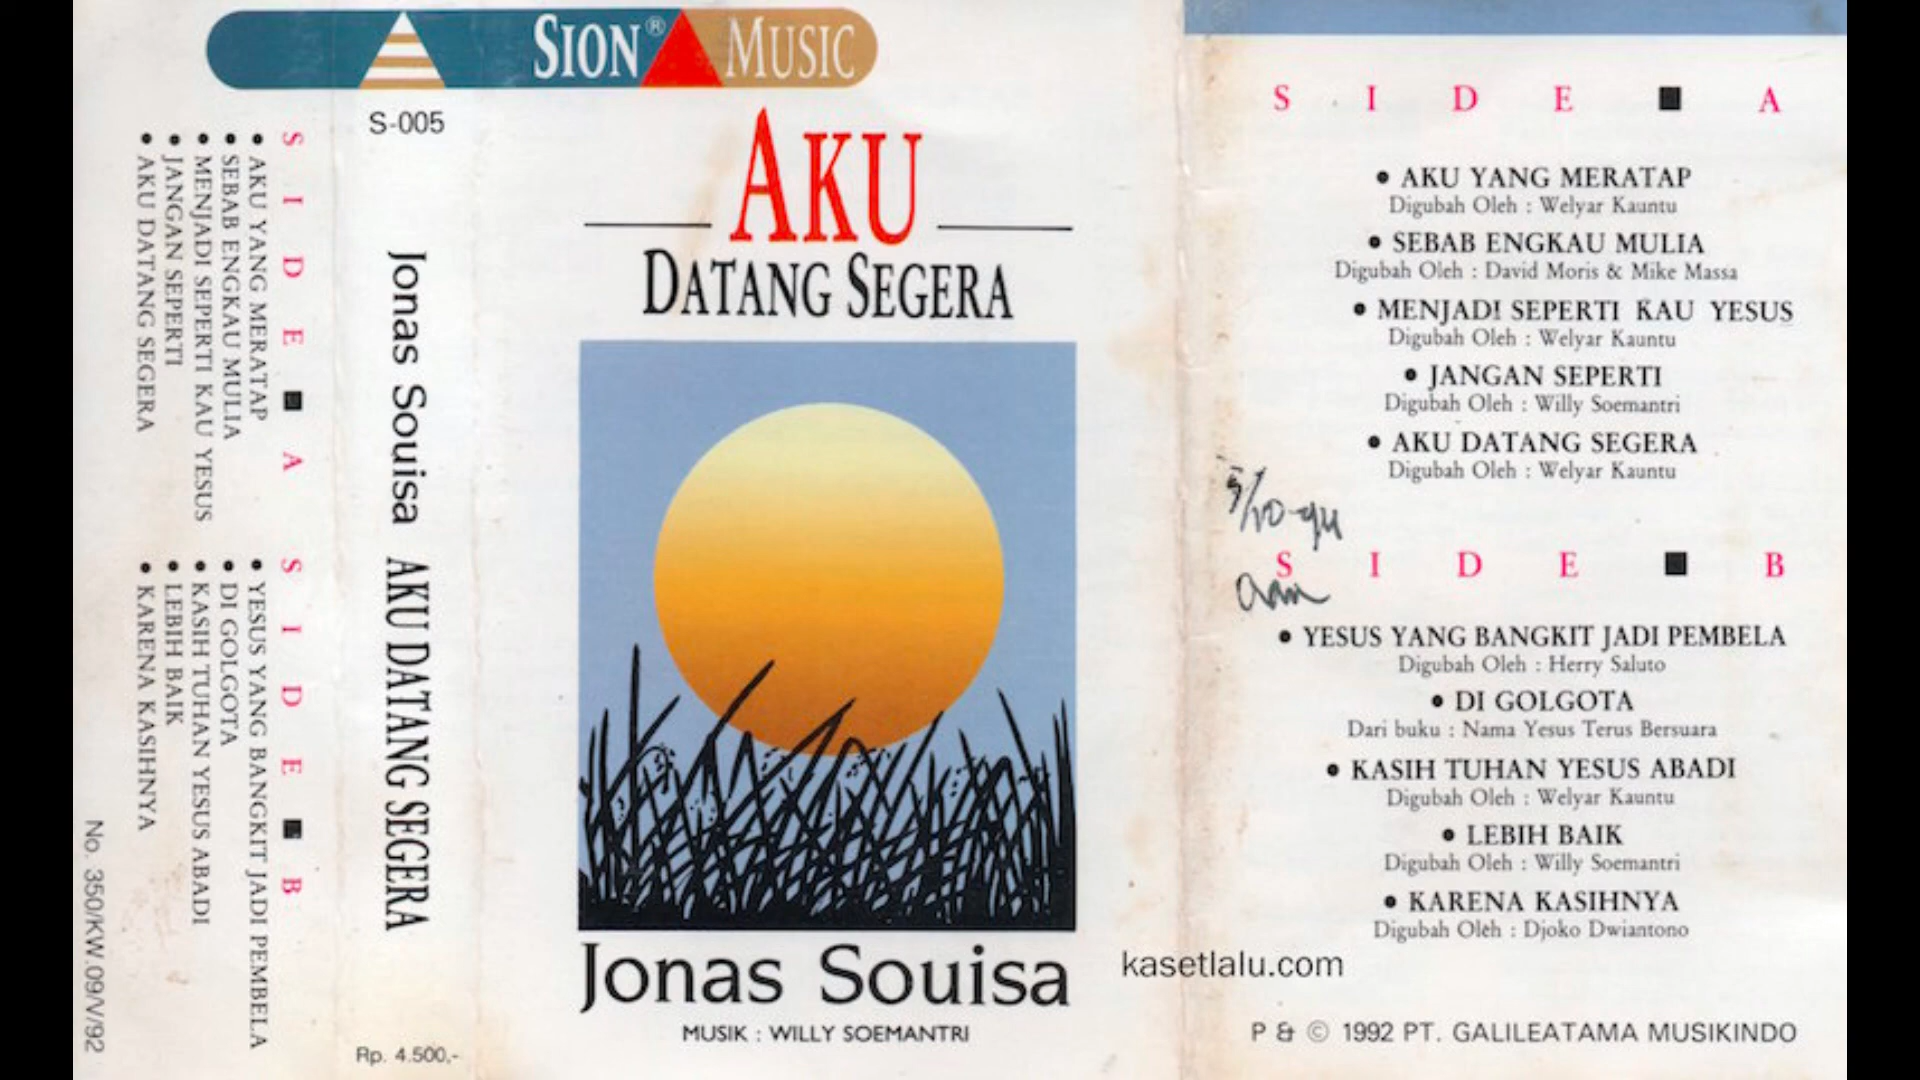 SION® MUSIC
SIDE ■ A
• AKU YANG MERATAP
• SEBAB ENGKAU MULIA
• MENJADI SEPERTI KAU YESUS
• JANGAN SEPERTI
• AKU DATANG SEGERA
SIDE ■ B
• YESUS YANG BANGKIT JADI PEMBELA
• DI GOLGOTA
• KASIH TUHAN YESUS ABADI
• LEBIH BAIK
• KARENA KASIHNYA
No. 350/KW.09/V/92
S-005
Jonas Souisa AKU DATANG SEGERA
Rp. 4.500,-
AKU
DATANG SEGERA
Jonas Souisa
MUSIK : WILLY SOEMANTRI
SIDE ■ A
• AKU YANG MERATAP
Digubah Oleh : Welyar Kauntu
• SEBAB ENGKAU MULIA
Digubah Oleh : David Moris & Mike Massa
• MENJADI SEPERTI KAU YESUS
Digubah Oleh : Welyar Kauntu
• JANGAN SEPERTI
Digubah Oleh : Willy Soemantri
• AKU DATANG SEGERA
Digubah Oleh : Welyar Kauntu
SIDE ■ B
• YESUS YANG BANGKIT JADI PEMBELA
Digubah Oleh : Herry Saluto
• DI GOLGOTA
Dari buku : Nama Yesus Terus Bersuara
• KASIH TUHAN YESUS ABADI
Digubah Oleh : Welyar Kauntu
• LEBIH BAIK
Digubah Oleh : Willy Soemantri
• KARENA KASIHNYA
Digubah Oleh : Djoko Dwiantono
kasetlalu.com
P & © 1992 PT. GALILEATAMA MUSIKINDO